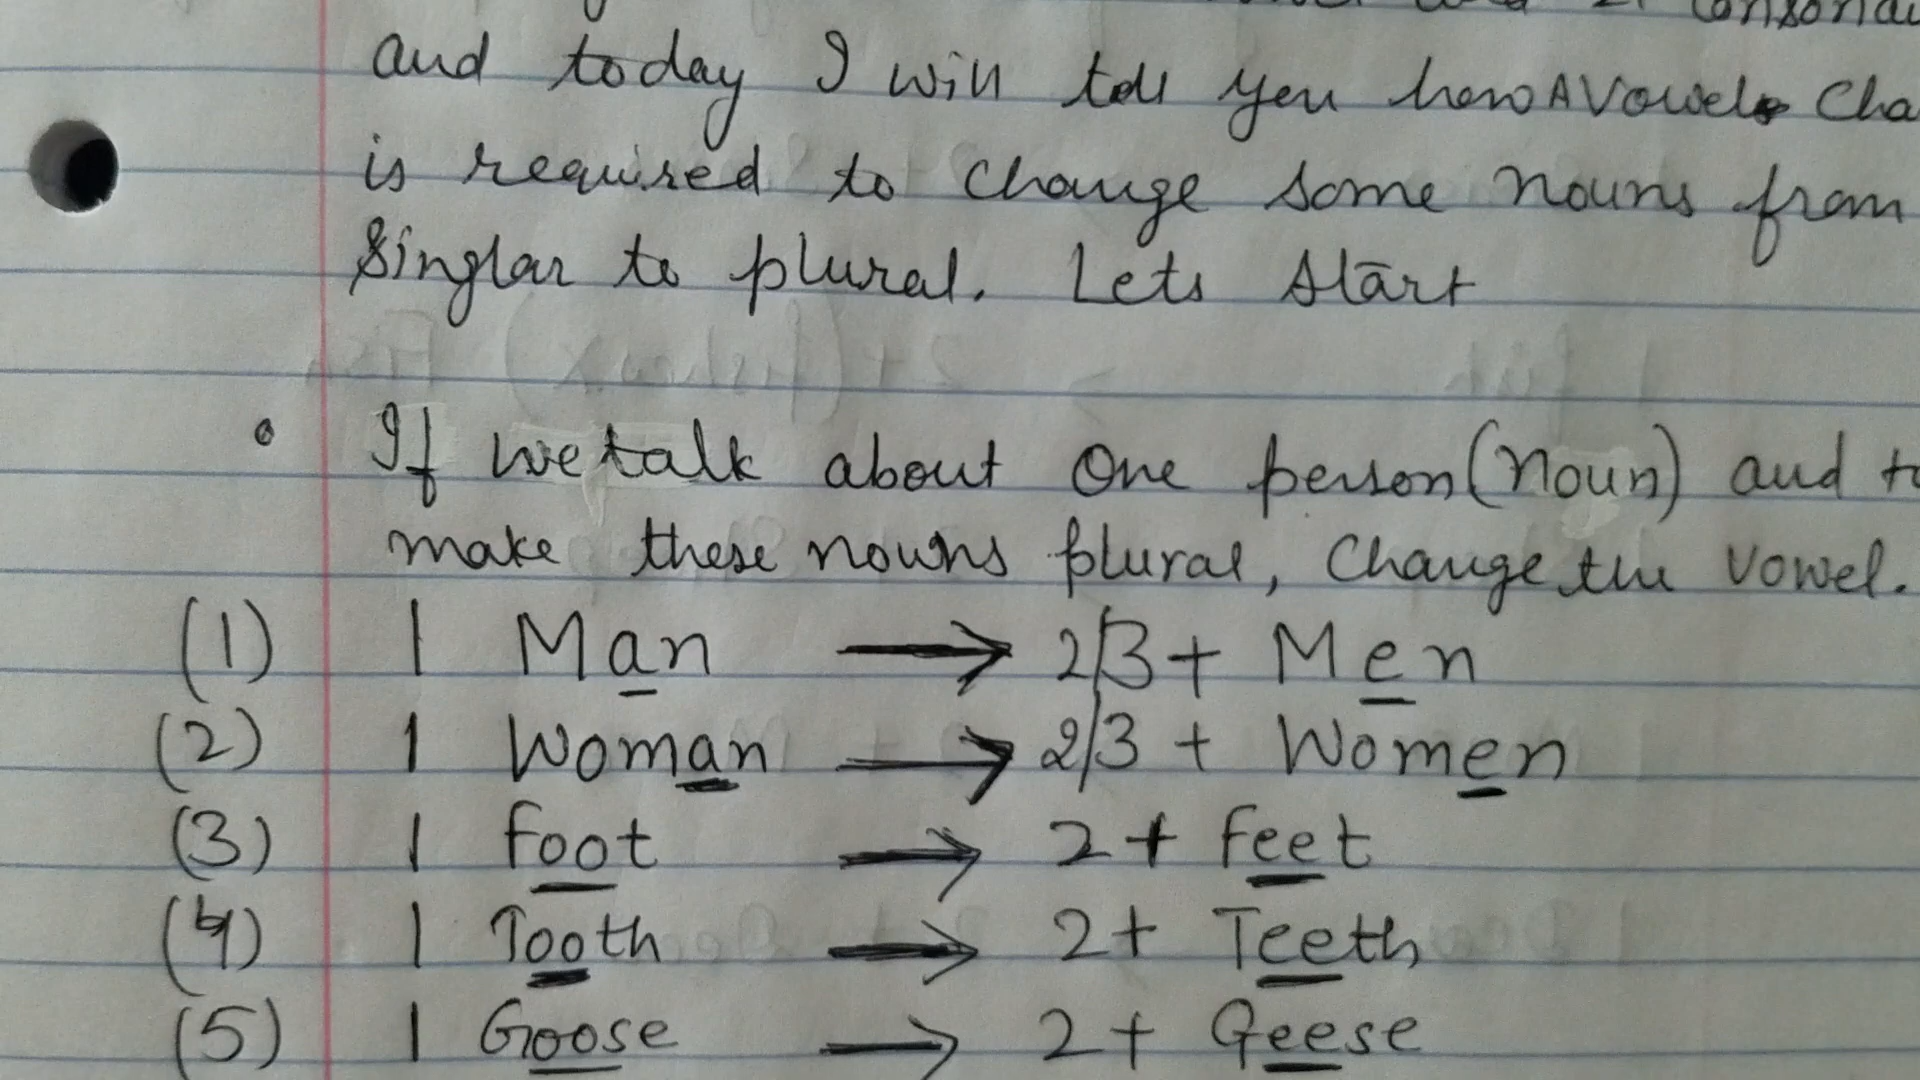 and today I will tell you how A Vowel Cha
is required to change some nouns from
Singlar to plural. Lets start
• If we talk about One person (Noun) and to
make these nouns plural, Change the Vowel.
(1) 1 Man → 2/3 + Men
(2) 1 Woman → 2/3 + Women
(3) 1 Foot → 2 + Feet
(4) 1 Tooth → 2 + Teeth
(5) 1 Goose → 2 + Geese